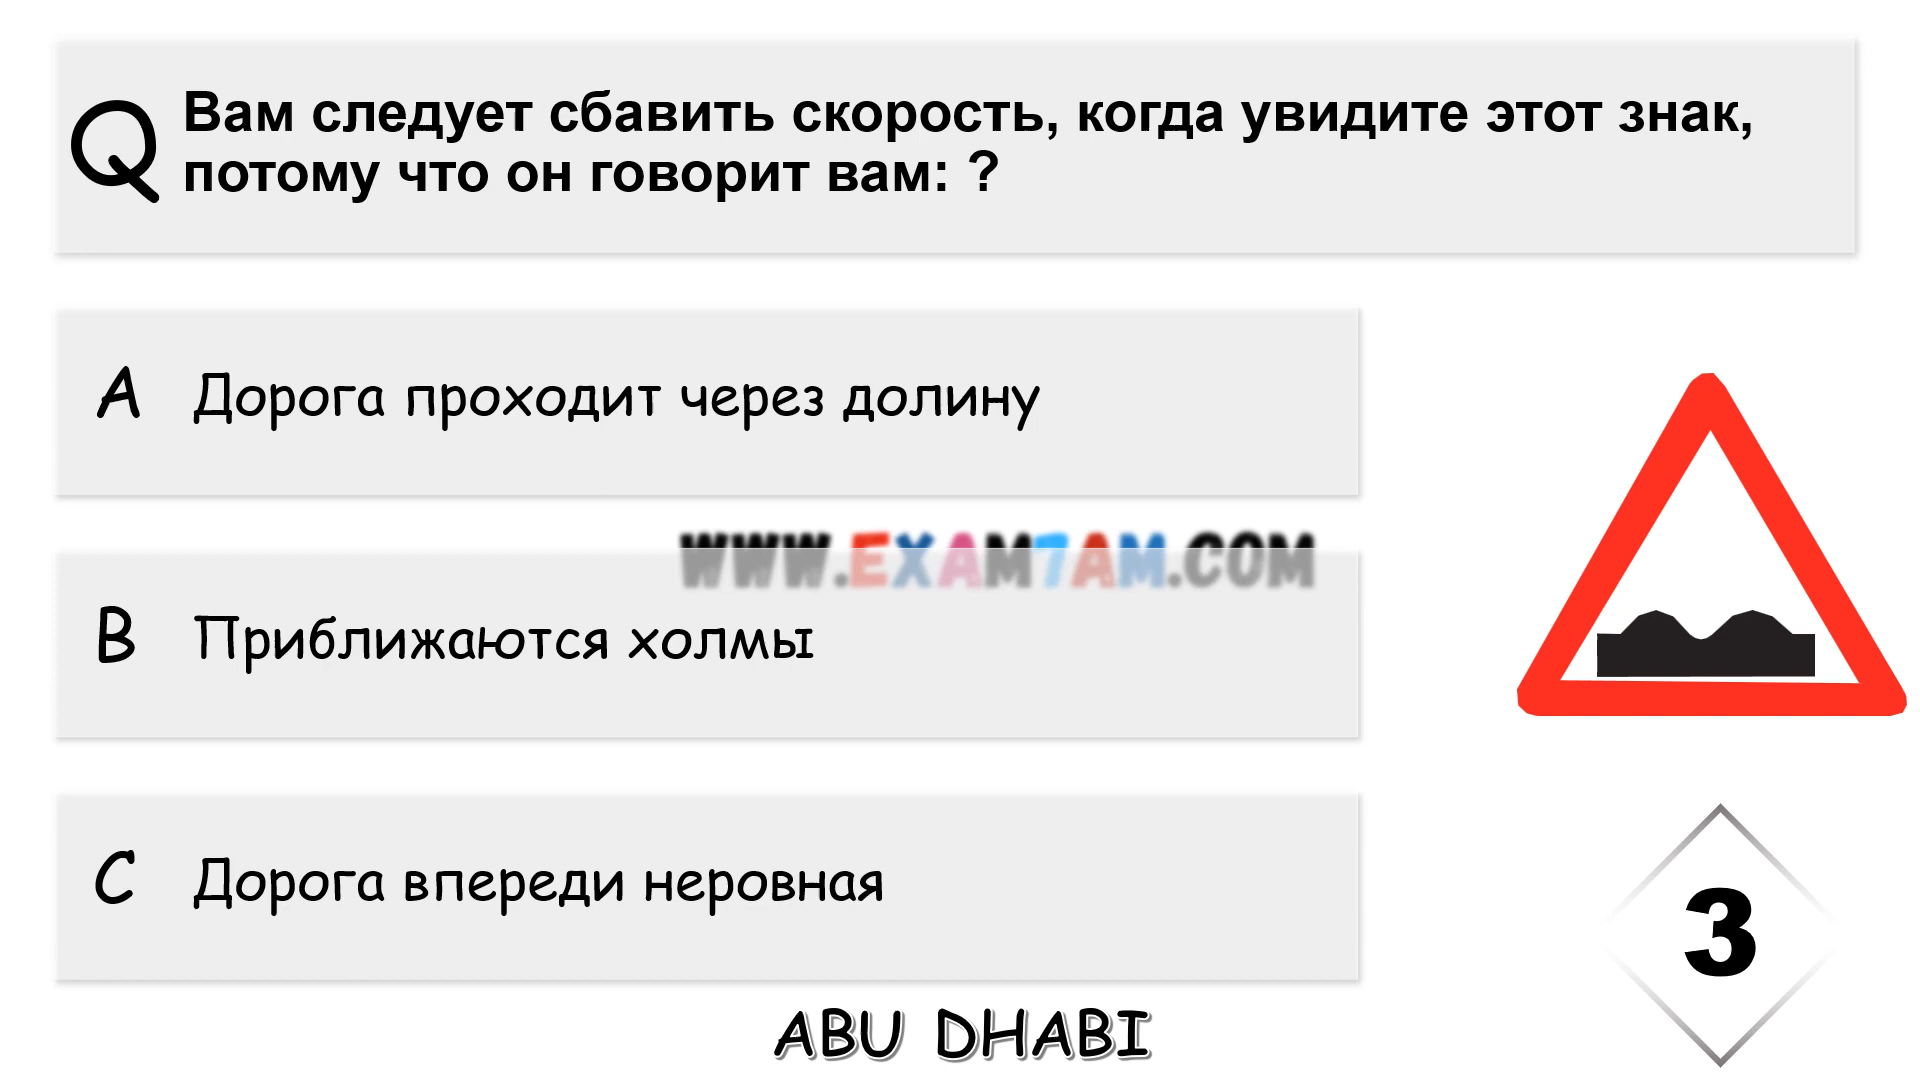 Q Вам следует сбавить скорость, когда увидите этот знак,
потому что он говорит вам: ?
A Дорога проходит через долину
WWW.EXAM7AM.COM
B Приближаются холмы
C Дорога впереди неровная
3
ABU DHABI